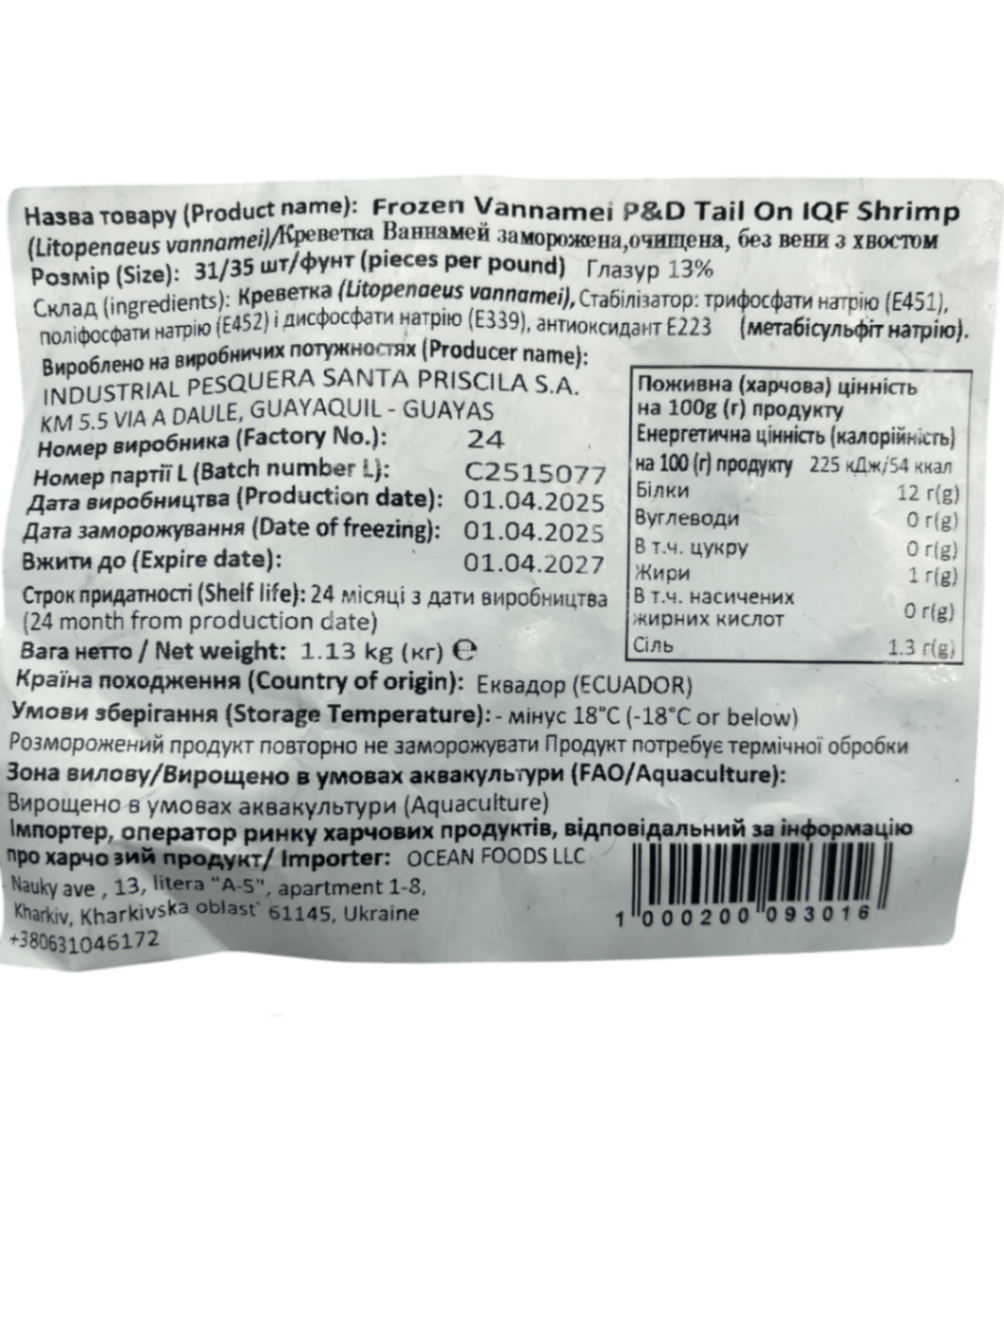 Назва товару (Product name): Frozen Vannamei P&D Tail On IQF Shrimp
(Litopenaeus vannamei)/Креветка Ваннамей заморожена,очищена, без вени з хвостом
Розмір (Size): 31/35 шт/фунт (pieces per pound) Глазур 13%
Склад (ingredients): Креветка (Litopenaeus vannamei), Стабілізатор: трифосфати натрію (E451),
поліфосфати натрію (E452) і дисфосфати натрію (E339), антиоксидант E223 (метабісульфіт натрію).
Вироблено на виробничих потужностях (Producer name):
INDUSTRIAL PESQUERA SANTA PRISCILA S.A.
KM 5.5 VIA A DAULE, GUAYAQUIL - GUAYAS
Номер виробника (Factory No.): 24
Номер партії L (Batch number L): C2515077
Дата виробництва (Production date): 01.04.2025
Дата заморожування (Date of freezing): 01.04.2025
Вжити до (Expire date): 01.04.2027
Строк придатності (Shelf life): 24 місяці з дати виробництва
(24 month from production date)
Вага нетто / Net weight: 1.13 kg (кг) ℮
Поживна (харчова) цінність
на 100g (г) продукту
Енергетична цінність (калорійність)
на 100 (г) продукту 225 кДж/54 ккал
Білки 12 г(g)
Вуглеводи 0 г(g)
В т.ч. цукру 0 г(g)
Жири 1 г(g)
В т.ч. насичених
жирних кислот 0 г(g)
Сіль 1.3 г(g)
Країна походження (Country of origin): Еквадор (ECUADOR)
Умови зберігання (Storage Temperature):- мінус 18°C (-18°C or below)
Розморожений продукт повторно не заморожувати Продукт потребує термічної обробки
Зона вилову/Вирощено в умовах аквакультури (FAO/Aquaculture):
Вирощено в умовах аквакультури (Aquaculture)
Імпортер, оператор ринку харчових продуктів, відповідальний за інформацію
про харчо зий продукт/ Importer: OCEAN FOODS LLC
Nauky ave , 13, litera "A-5", apartment 1-8,
Kharkiv, Kharkivska oblast` 61145, Ukraine
+380631046172
1 000200 093016